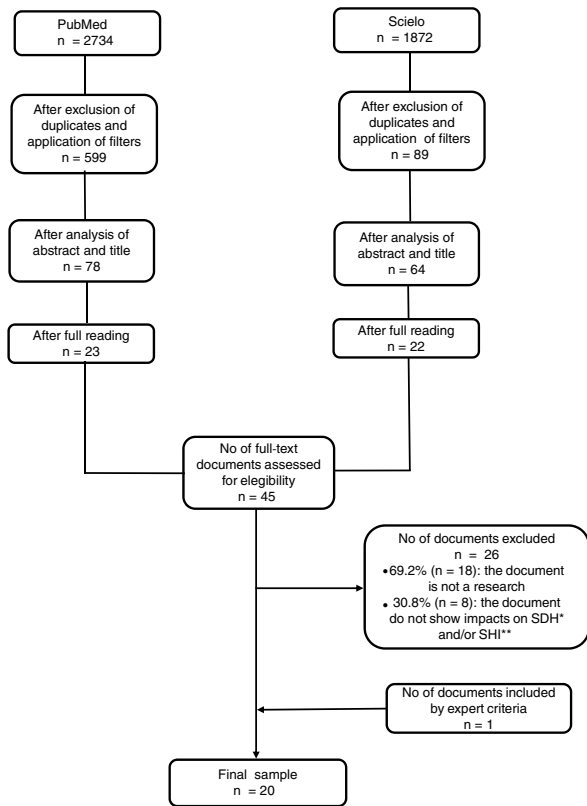 PubMed
n = 2734
Scielo
n = 1872
After exclusion of
duplicates and
application of filters
n = 599
After exclusion of
duplicates and
application of filters
n = 89
After analysis of
abstract and title
n = 78
After analysis of
abstract and title
n = 64
After full reading
n = 23
After full reading
n = 22
No of full-text
documents assessed
for elegibility
n = 45
No of documents excluded
n = 26
•69.2% (n = 18): the document
is not a research
• 30.8% (n = 8): the document
do not show impacts on SDH*
and/or SHI**
No of documents included
by expert criteria
n = 1
Final sample
n = 20